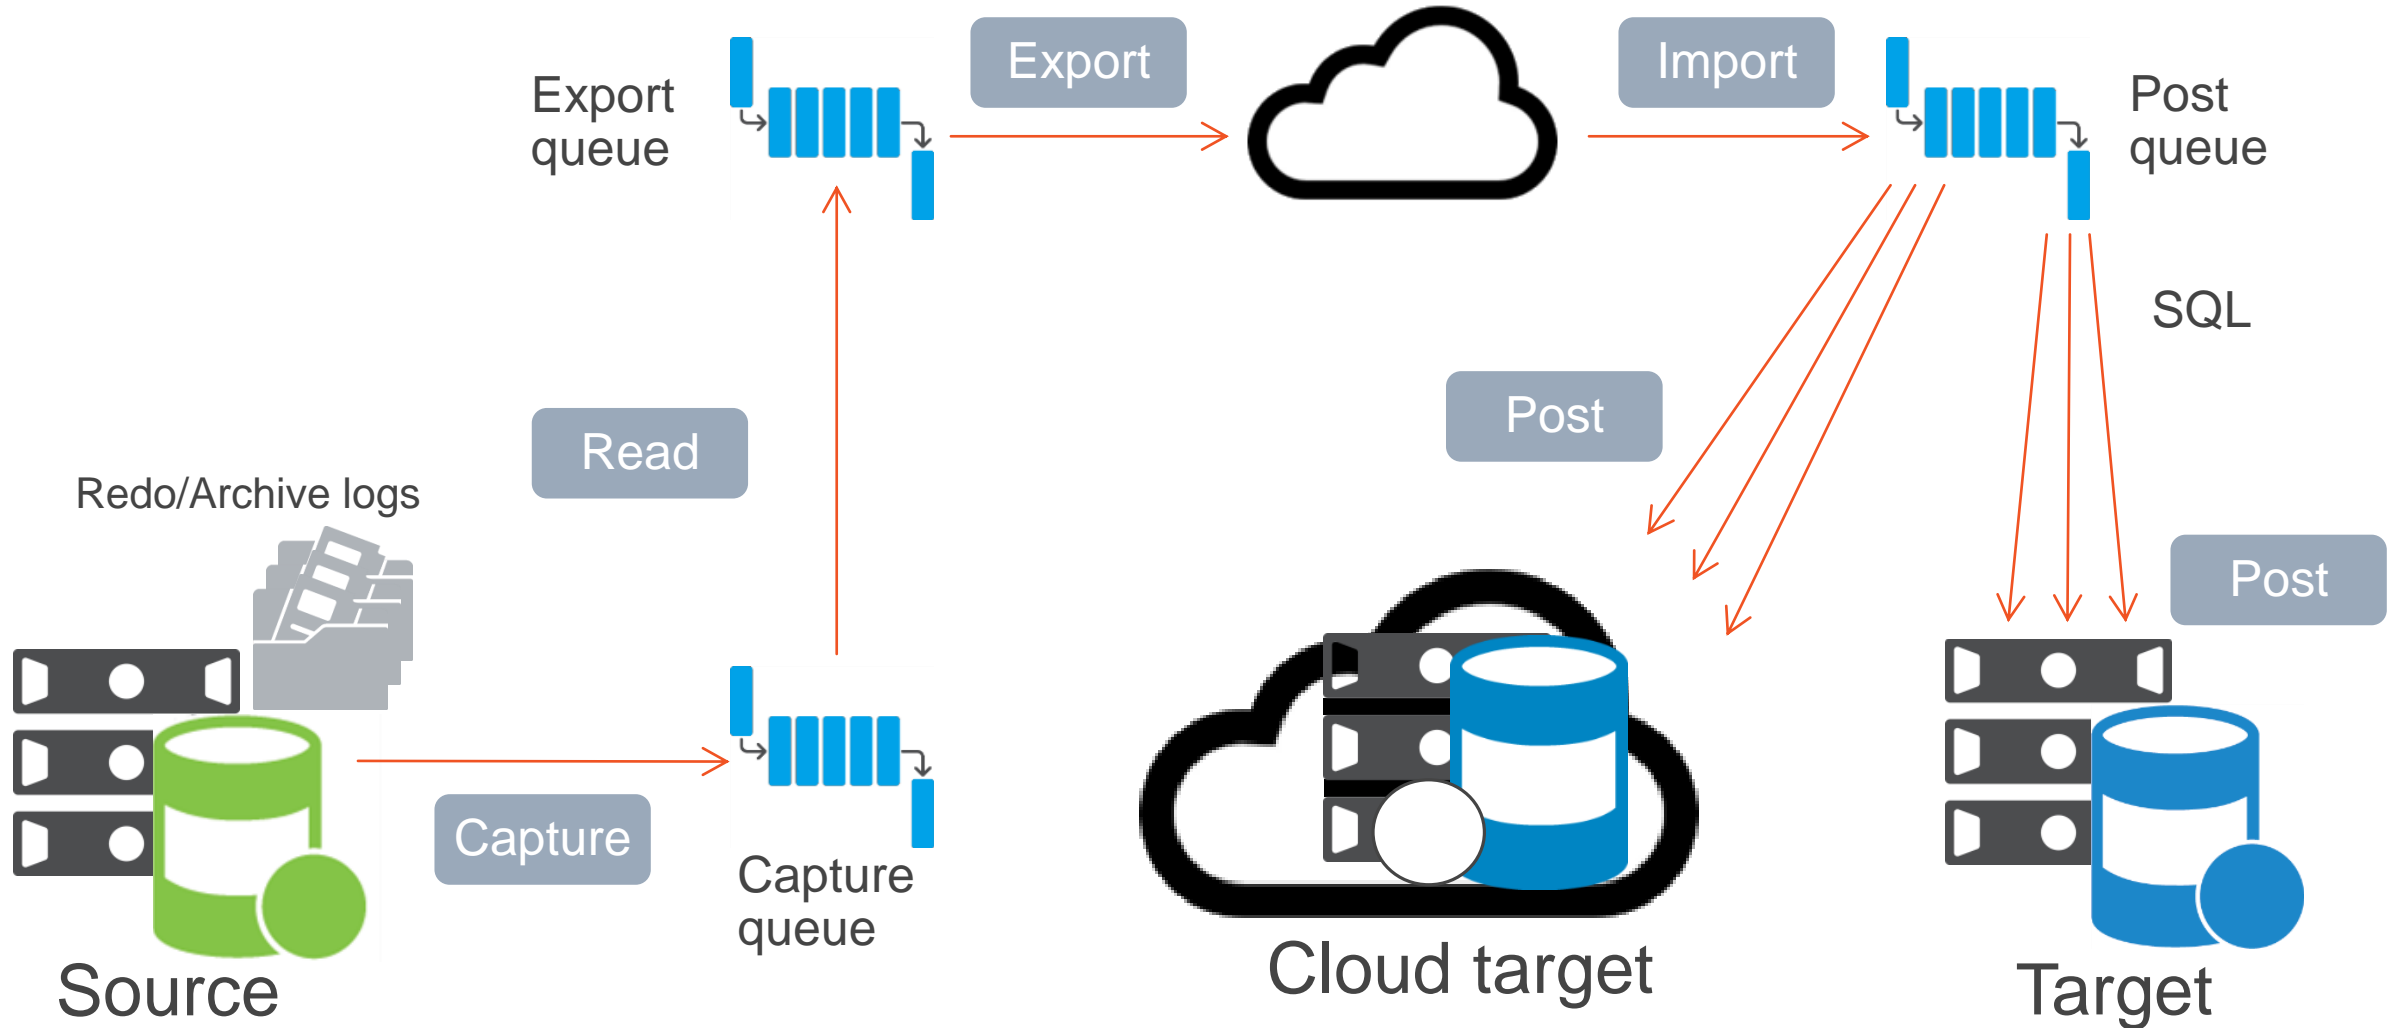 Export
queue
Export
Import
Post
queue
SQL
Post
Read
Redo/Archive logs
Post
Capture
Capture
queue
Source
Cloud target
Target